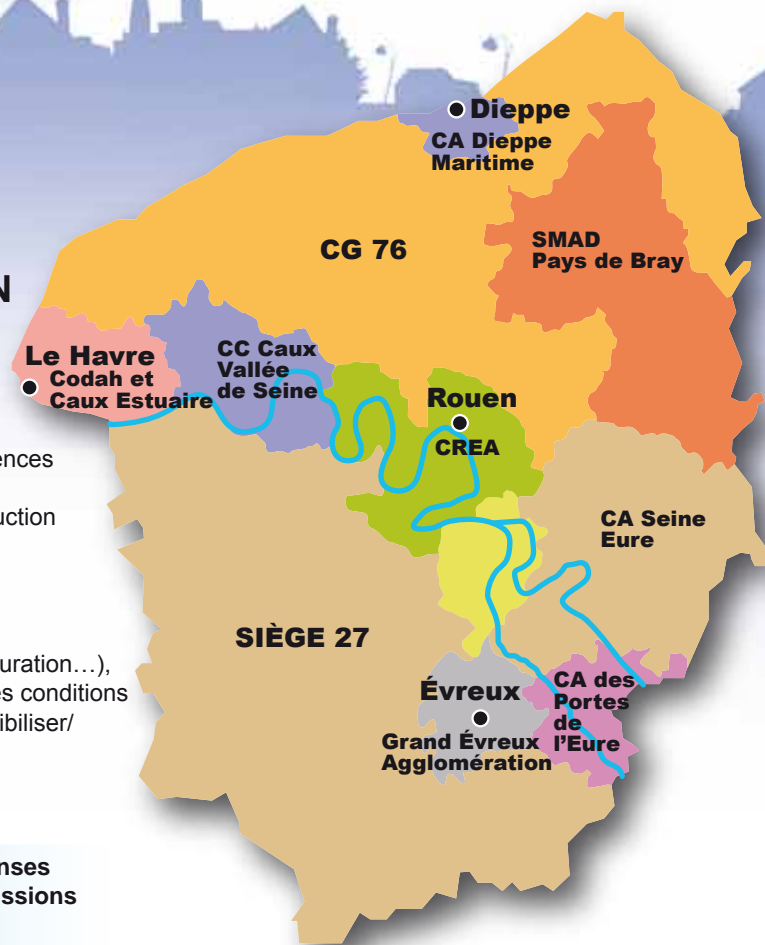 Dieppe
CA Dieppe
Maritime
CG 76
SMAD
Pays de Bray
N
Le Havre
Codah et
Caux Estuaire
CC Caux
Vallée
de Seine
Rouen
CREA
ences
uction
CA Seine
Eure
SIÈGE 27
uration…),
es conditions
ibiliser/
Évreux
Grand Évreux
Agglomération
CA des
Portes
de
l'Eure
nses
issions